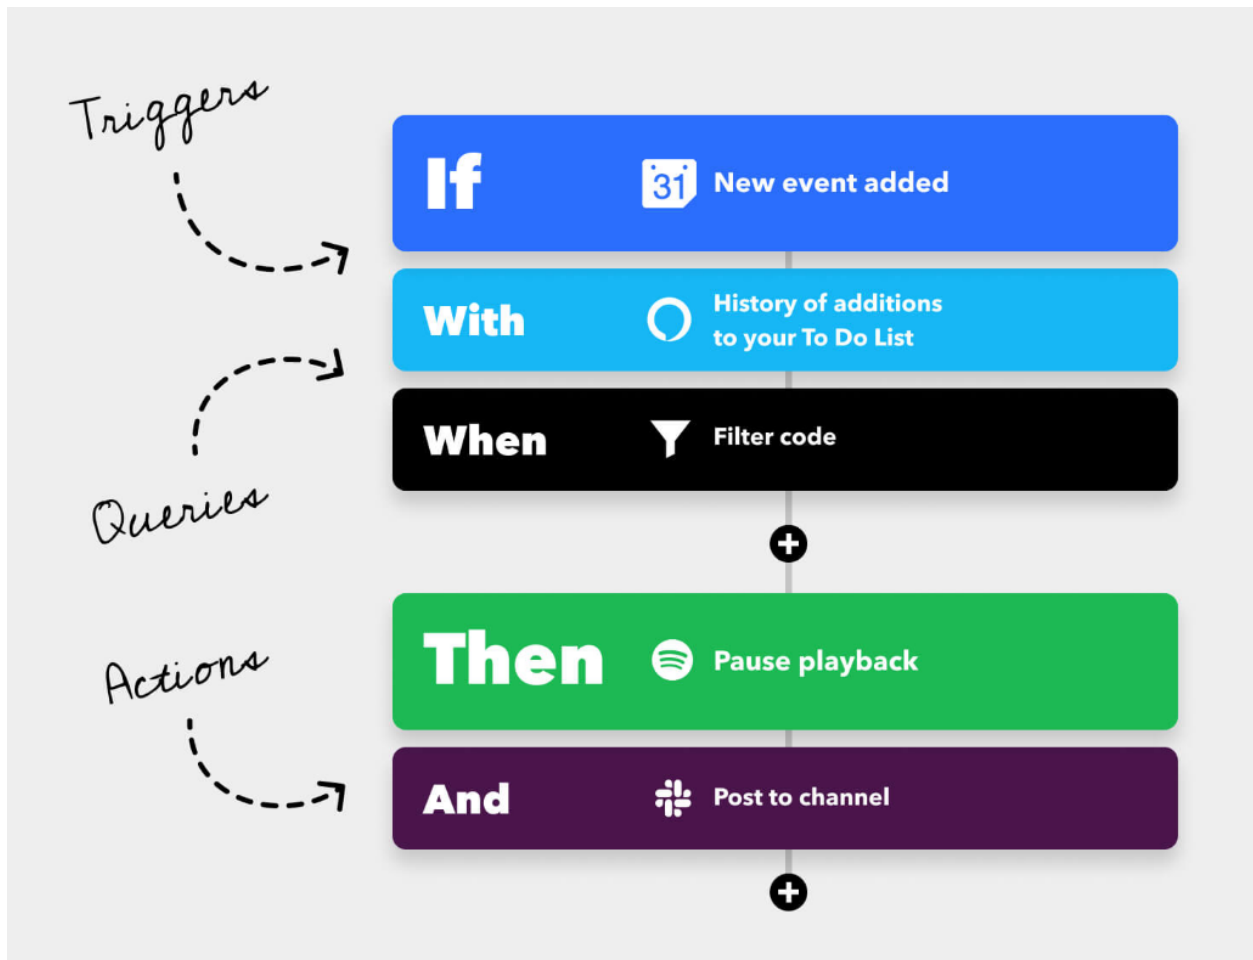 Triggers
If
31
New event added
With
History of additions
to your To Do List
When
Filter code
Queries
Then
Pause playback
Actions
And
Post to channel